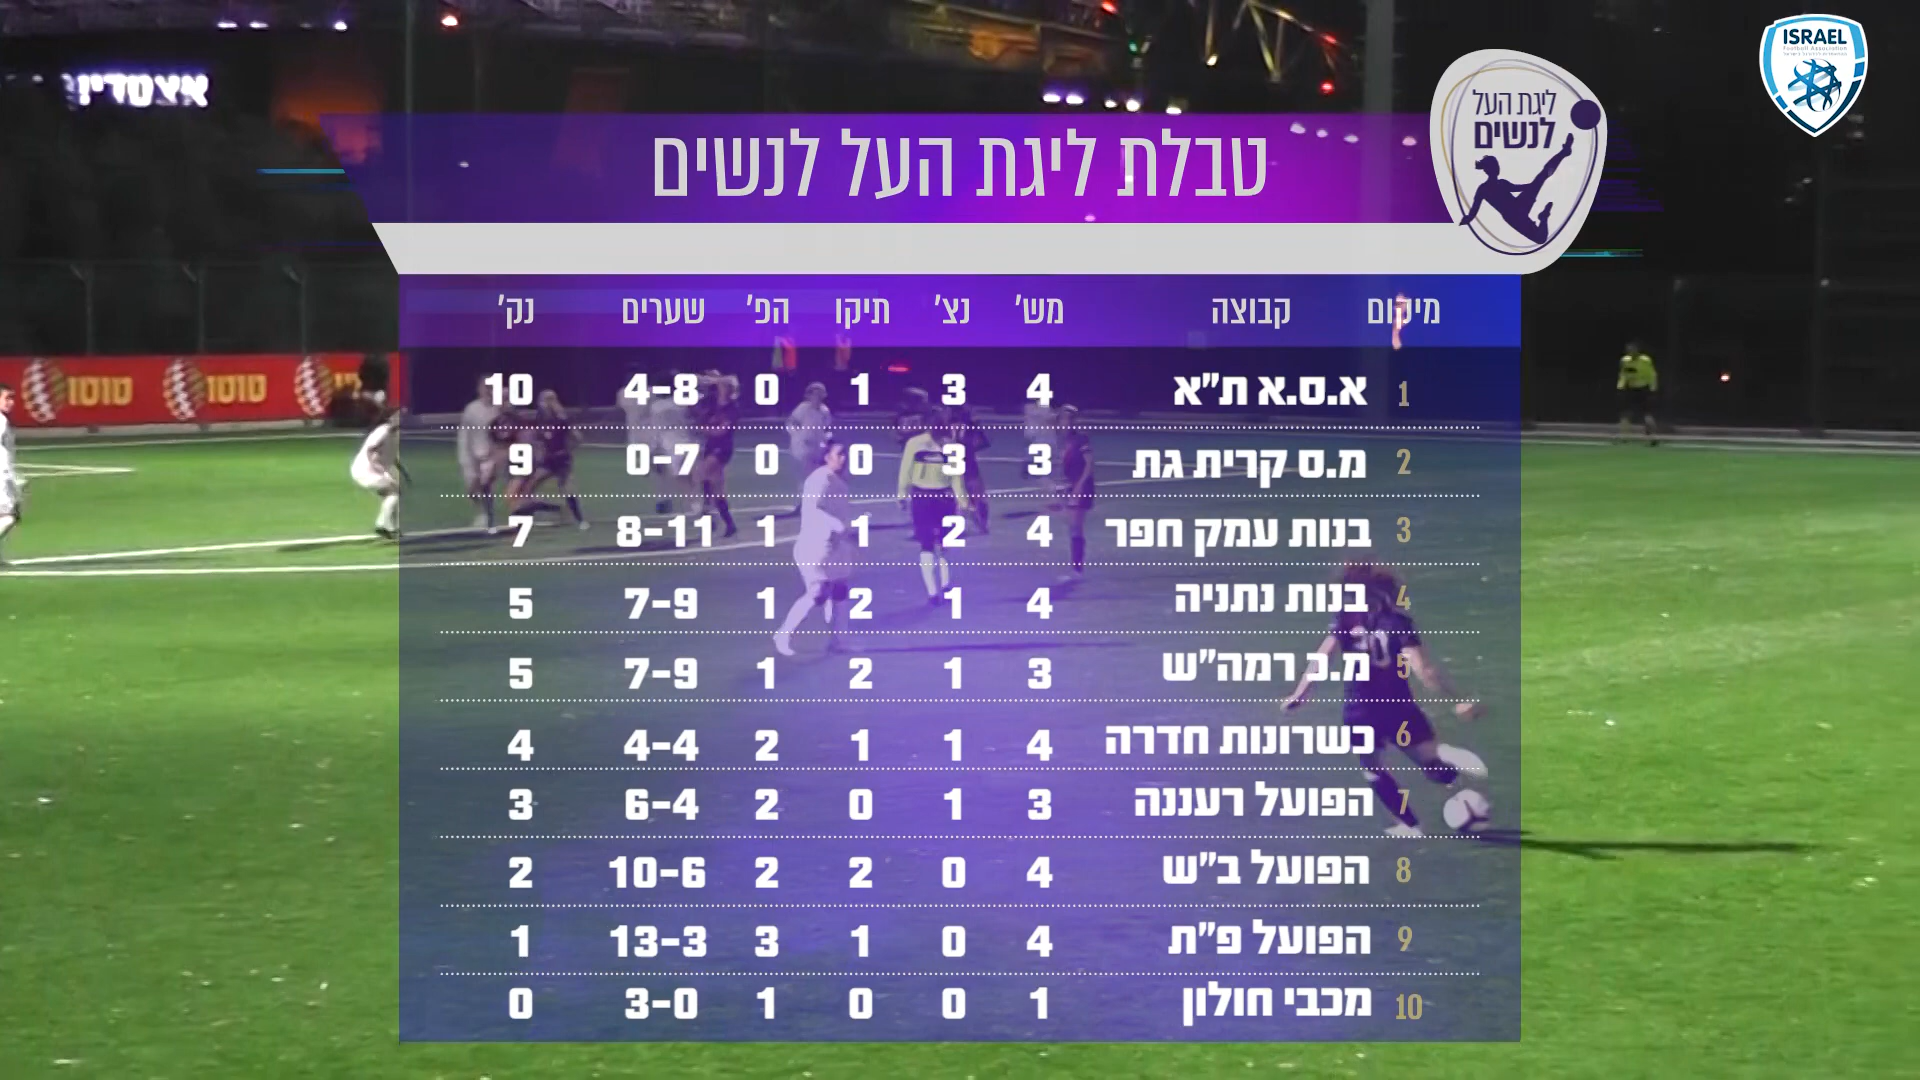 ISRAEL
Football Association
ליגת העל
לנשים
אצטדיו
טבלת ליגת העל לנשים
מיקום קבוצה מש' נצ' תיקו הפ' שערים נק'
1 א.ס.א ת"א 4 3 1 0 4-8 10
2 מ.ס קרית גת 3 3 0 0 0-7 9
3 בנות עמק חפר 4 2 1 1 8-11 7
4 בנות נתניה 4 1 2 1 7-9 5
5 מ.כ רמה"ש 3 1 2 1 7-9 5
6 כשרונות חדרה 4 1 1 2 4-4 4
7 הפועל רעננה 3 1 0 2 6-4 3
8 הפועל ב"ש 4 0 2 2 10-6 2
9 הפועל פ"ת 4 0 1 3 13-3 1
10 מכבי חולון 1 0 0 1 3-0 0
טוטו
טוטו